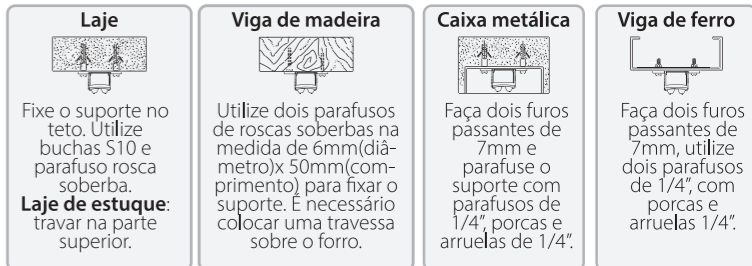 Laje
Fixe o suporte no
teto. Utilize
buchas S10 e
parafuso rosca
soberba.
Laje de estuque:
travar na parte
superior.
Viga de madeira
Utilize dois parafusos
de roscas soberbas na
medida de 6mm(diâ-
metro)x 50mm(com-
primento) para fixar o
suporte. É necessário
colocar uma travessa
sobre o forro.
Caixa metálica
Faça dois furos
passantes de
7mm e
parafuse o
suporte com
parafusos de
1/4”, porcas e
arruelas de 1/4”.
Viga de ferro
Faça dois furos
passantes de
7mm, utilize
dois parafusos
de 1/4”, com
porcas e
arruelas 1/4”.